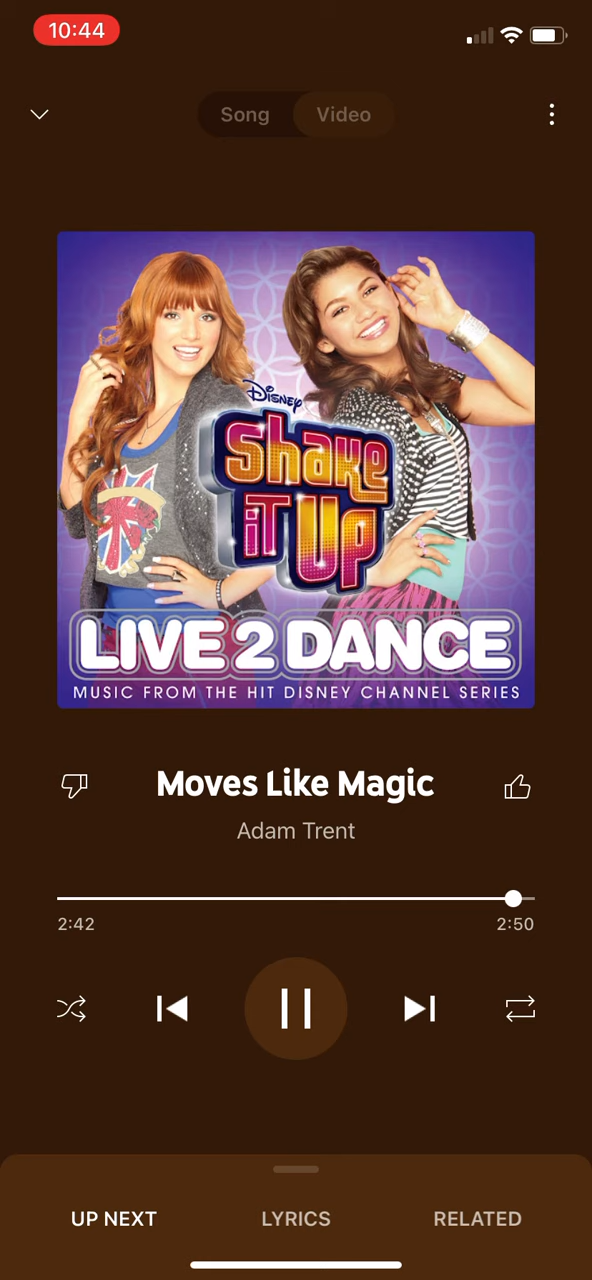 10:44
Song
Video
Disney
Shake
iT UP
LIVE 2 DANCE
MUSIC FROM THE HIT DISNEY CHANNEL SERIES
Moves Like Magic
Adam Trent
2:42
2:50
UP NEXT
LYRICS
RELATED